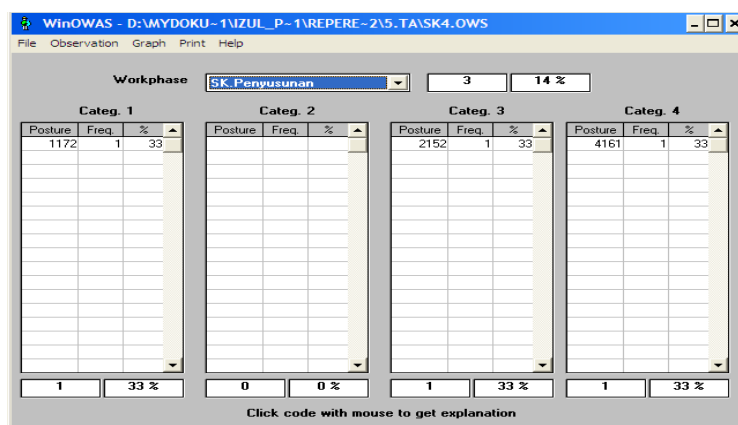 WinOWAS - D:\MYDOKU~1\IZUL_P~1\REPERE~2\5.TA\SK4.OWS
File Observation Graph Print Help
Workphase SK.Penyusunan 3 14 %
Categ. 1 Categ. 2 Categ. 3 Categ. 4
Posture Freq. % Posture Freq. % Posture Freq. % Posture Freq. %
1172 1 33 2152 1 33 4161 1 33
1 33 % 0 0 % 1 33 % 1 33 %
Click code with mouse to get explanation